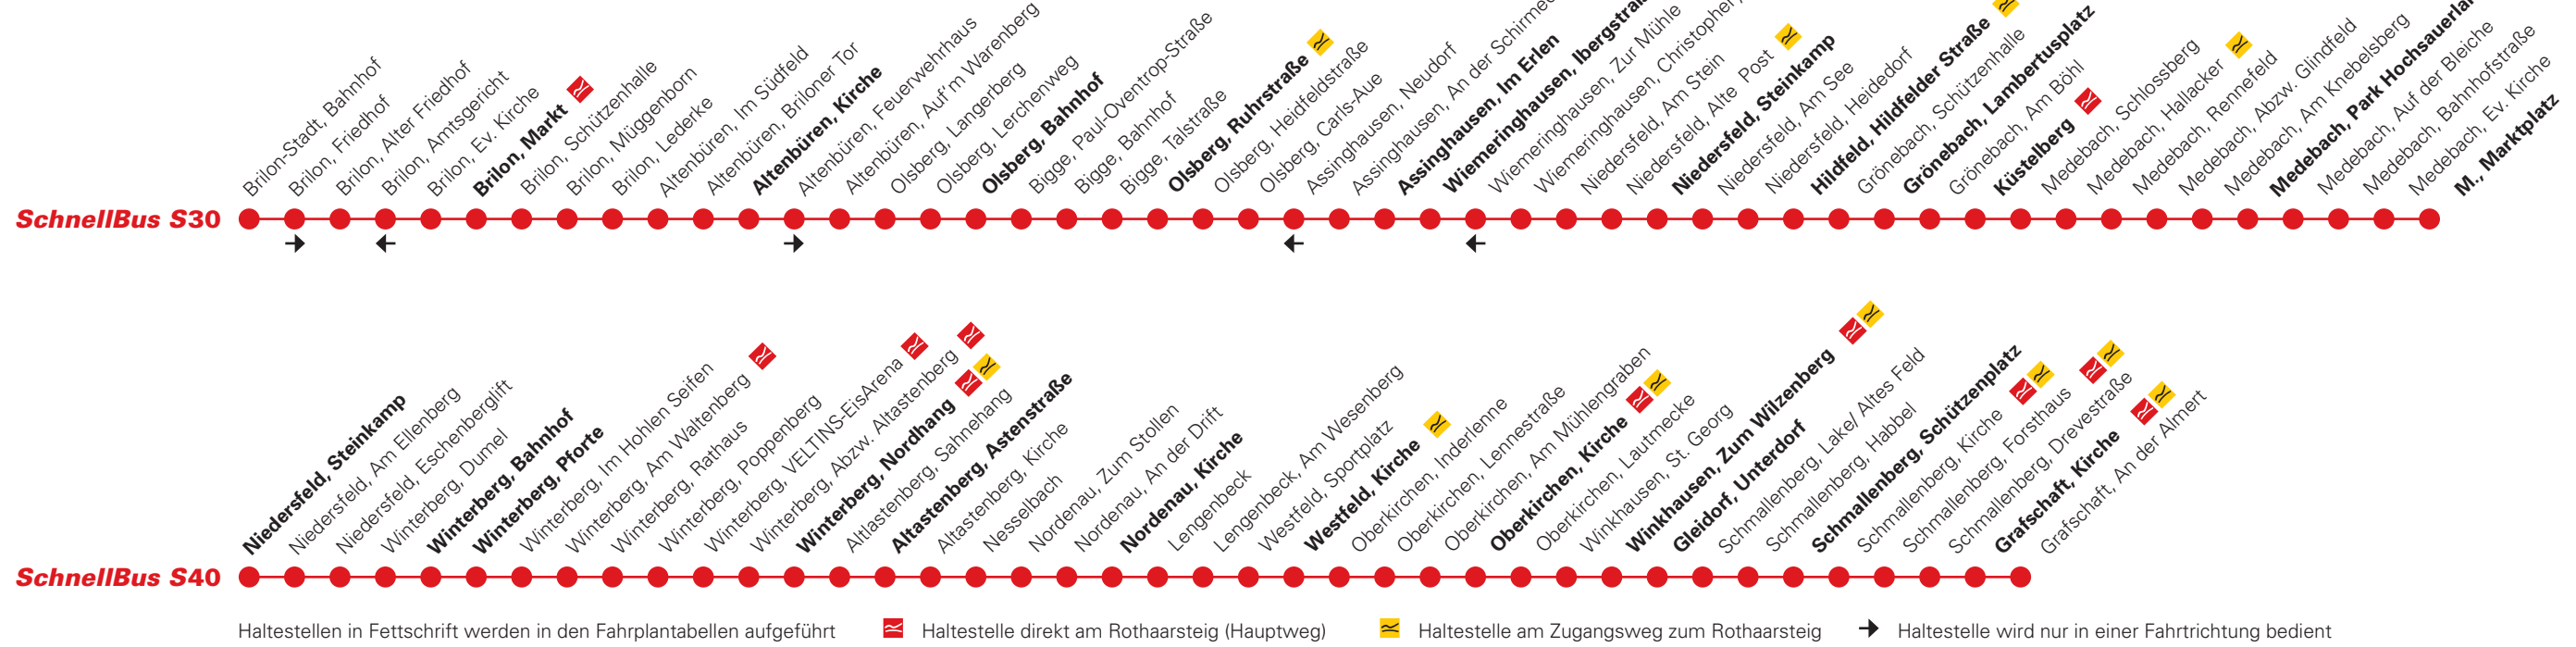 Brilon-Stadt, Bahnhof
Brilon, Friedhof
Brilon, Alter Friedhof
Brilon, Amtsgericht
Brilon, Ev. Kirche
Brilon, Markt
Brilon, Schützenhalle
Brilon, Müggenborn
Brilon, Lederke
Altenbüren, Im Südfeld
Altenbüren, Briloner Tor
Altenbüren, Kirche
Altenbüren, Feuerwehrhaus
Altenbüren, Auf'm Warenberg
Olsberg, Langerberg
Olsberg, Lerchenweg
Olsberg, Bahnhof
Bigge, Paul-Oventrop-Straße
Bigge, Bahnhof
Bigge, Talstraße
Olsberg, Ruhrstraße
Olsberg, Heidfeldstraße
Olsberg, Carls-Aue
Assinghausen, Neudorf
Assinghausen, An der
Assinghausen, Im Erlen
Wiemeringhausen,
Wiemeringhausen, Zur Mühle
Wiemeringhausen,
Niedersfeld, Am Stein
Niedersfeld, Alte Post
Niedersfeld, Steinkamp
Niedersfeld, Am See
Niedersfeld, Heidedorf
Hildfeld, Hildfelder Straße
Grönebach, Schützenhalle
Grönebach, Lambertusplatz
Grönebach, Am Böhl
Küstelberg
Medebach, Schlossberg
Medebach, Hallacker
Medebach, Rennefeld
Medebach, Abzw. Glindfeld
Medebach, Am Knebelsberg
Medebach, Park
Medebach, Auf der Bleiche
Medebach, Bahnhofstraße
Medebach, Ev. Kirche
M., Marktplatz
SchnellBus S30
Niedersfeld, Steinkamp
Niedersfeld, Am Ellenberg
Niedersfeld, Eschenberglift
Winterberg, Dumel
Winterberg, Bahnhof
Winterberg, Pforte
Winterberg, Im Hohlen Seifen
Winterberg, Am Waltenberg
Winterberg, Rathaus
Winterberg, Poppenberg
Winterberg, VELTINS-EisArena
Winterberg, Abzw. Altastenberg
Winterberg, Nordhang
Altlastenberg, Sahnehang
Altastenberg, Astenstraße
Altastenberg, Kirche
Nesselbach
Nordenau, Zum Stollen
Nordenau, An der Drift
Nordenau, Kirche
Lengenbeck
Lengenbeck, Am Wesenberg
Westfeld, Sportplatz
Westfeld, Kirche
Oberkirchen, Inderlenne
Oberkirchen, Lennestraße
Oberkirchen, Am Mühlengraben
Oberkirchen, Kirche
Oberkirchen, Lautmecke
Winkhausen, St. Georg
Winkhausen, Zum Wilzenberg
Gleidorf, Unterdorf
Schmallenberg, Lake/ Altes Feld
Schmallenberg, Habbel
Schmallenberg, Schützenplatz
Schmallenberg, Kirche
Schmallenberg, Forsthaus
Schmallenberg, Drevestraße
Grafschaft, Kirche
Grafschaft, An der Almert
SchnellBus S40
Haltestellen in Fettschrift werden in den Fahrplantabellen aufgeführt
Haltestelle direkt am Rothaarsteig (Hauptweg)
Haltestelle am Zugangsweg zum Rothaarsteig
Haltestelle wird nur in einer Fahrtrichtung bedient